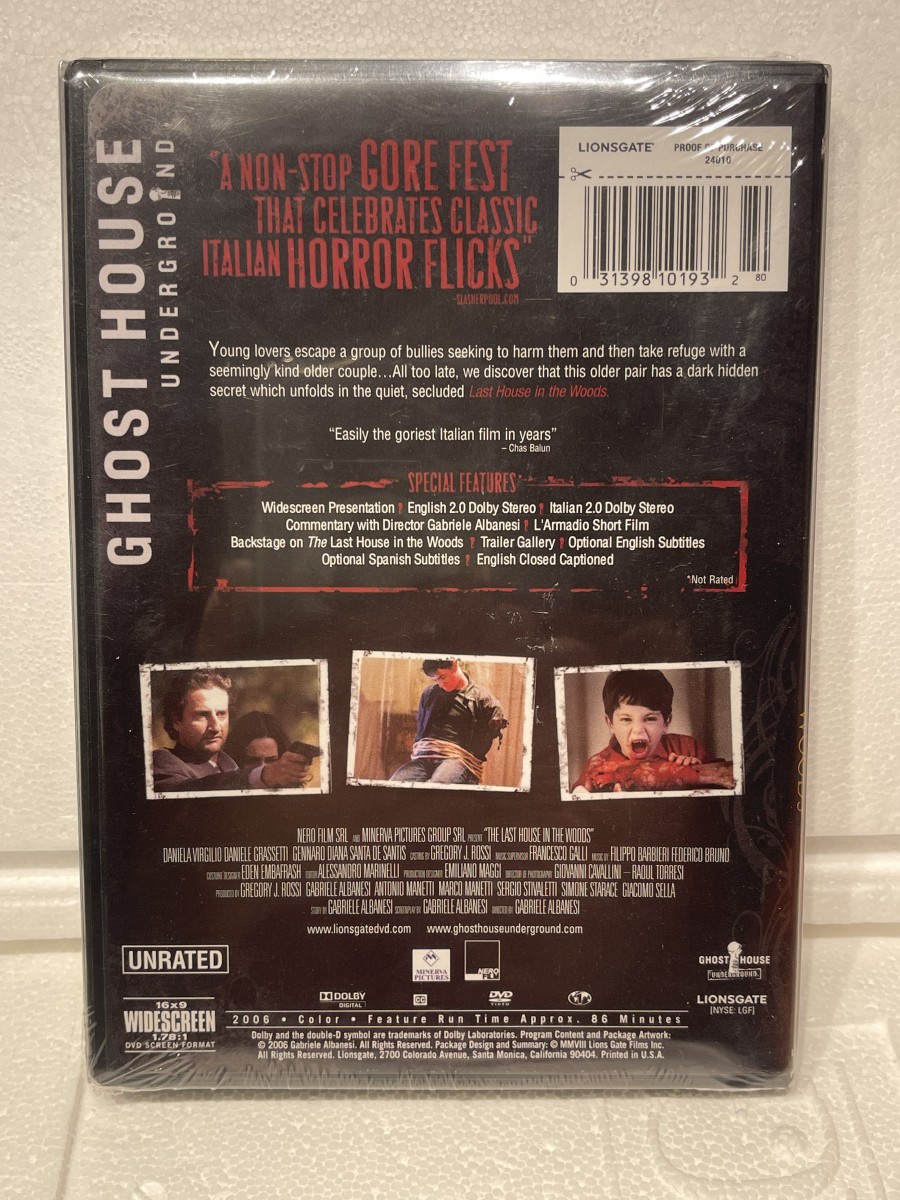 GHOST HOUSE
UNDERGROUND
"A NON-STOP GORE FEST
THAT CELEBRATES CLASSIC
ITALIAN HORROR FLICKS"
-SLASHERPOOL.COM
LIONSGATE PROOF OF PURCHASE
24010
0 31398 10193 2 80
Young lovers escape a group of bullies seeking to harm them and then take refuge with a
seemingly kind older couple...All too late, we discover that this older pair has a dark hidden
secret which unfolds in the quiet, secluded Last House in the Woods.
"Easily the goriest Italian film in years"
– Chas Balun
SPECIAL FEATURES*
Widescreen Presentation English 2.0 Dolby Stereo Italian 2.0 Dolby Stereo
Commentary with Director Gabriele Albanesi L'Armadio Short Film
Backstage on The Last House in the Woods Trailer Gallery Optional English Subtitles
Optional Spanish Subtitles English Closed Captioned
*Not Rated
WOODS
NERO FILM SRL AND MINERVA PICTURES GROUP SRL PRESENT "THE LAST HOUSE IN THE WOODS"
DANIELA VIRGILIO DANIELE GRASSETTI GENNARO DIANA SANTA DE SANTIS CASTING BY GREGORY J. ROSSI MUSIC SUPERVISOR FRANCESCO GALLI MUSIC BY FILIPPO BARBIERI FEDERICO BRUNO
COSTUME DESIGNER EDEN EMBAFRASH EDITOR ALESSANDRO MARINELLI PRODUCTION DESIGNER EMILIANO MAGGI DIRECTOR OF PHOTOGRAPHY GIOVANNI CAVALLINI – RAOUL TORRESI
PRODUCED BY GREGORY J. ROSSI GABRIELE ALBANESI ANTONIO MANETTI MARCO MANETTI SERGIO STIVALETTI SIMONE STARACE GIACOMO SELLA
STORY BY GABRIELE ALBANESI SCREENPLAY BY GABRIELE ALBANESI DIRECTED BY GABRIELE ALBANESI
www.lionsgatedvd.com www.ghosthouseunderground.com
UNRATED
MINERVA
PICTURES
NERO
FILM
GHOST HOUSE
UNDERGROUND
16x9
WIDESCREEN
1.78:1
DVD SCREEN FORMAT
DOLBY
DIGITAL
CC
DVD
VIDEO
1
LIONSGATE
[NYSE: LGF]
2006 • Color • Feature Run Time Approx. 86 Minutes
Dolby and the double-D symbol are trademarks of Dolby Laboratories. Program Content and Package Artwork:
© 2006 Gabriele Albanesi. All Rights Reserved. Package Design and Summary: © MMVIII Lions Gate Films Inc.
All Rights Reserved. Lionsgate, 2700 Colorado Avenue, Santa Monica, California 90404. Printed in U.S.A.